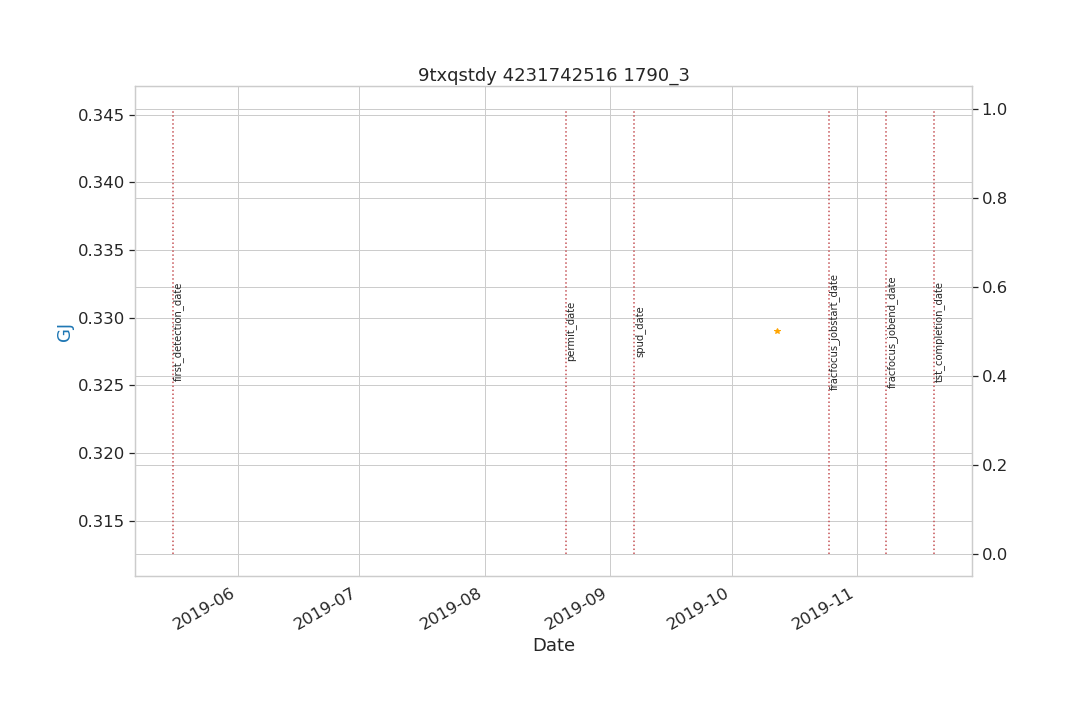 9txqstdy 4231742516 1790_3
0.345
0.340
0.335
0.330
0.325
0.320
0.315
GJ
1.0
0.8
0.6
0.4
0.2
0.0
first_detection_date
permit_date
spud_date
fracfocus_jobstart_date
fracfocus_jobend_date
tst_completion_date
2019-06
2019-07
2019-08
2019-09
2019-10
2019-11
Date